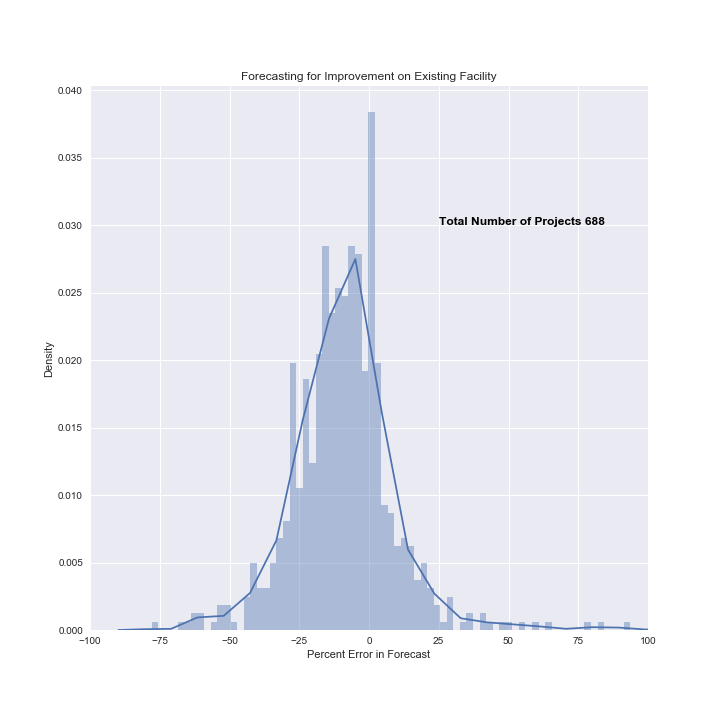 Forecasting for Improvement on Existing Facility
0.040
0.035
Total Number of Projects 688
0.030
0.025
0.020
0.015
0.010
0.005
0.000
Density
−100 −75 −50 −25 0 25 50 75 100
Percent Error in Forecast